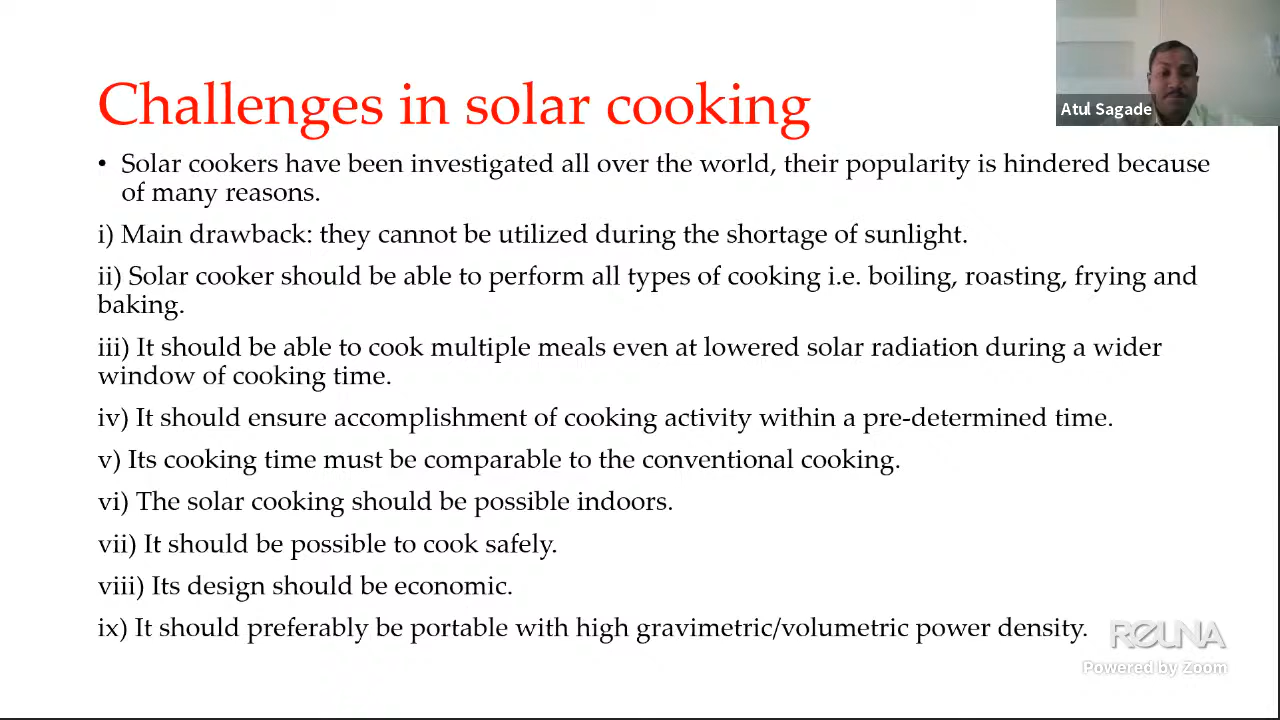 Challenges in solar cooking
Atul Sagade
• Solar cookers have been investigated all over the world, their popularity is hindered because
of many reasons.
i) Main drawback: they cannot be utilized during the shortage of sunlight.
ii) Solar cooker should be able to perform all types of cooking i.e. boiling, roasting, frying and
baking.
iii) It should be able to cook multiple meals even at lowered solar radiation during a wider
window of cooking time.
iv) It should ensure accomplishment of cooking activity within a pre-determined time.
v) Its cooking time must be comparable to the conventional cooking.
vi) The solar cooking should be possible indoors.
vii) It should be possible to cook safely.
viii) Its design should be economic.
ix) It should preferably be portable with high gravimetric/volumetric power density.
REUNA
Powered by Zoom